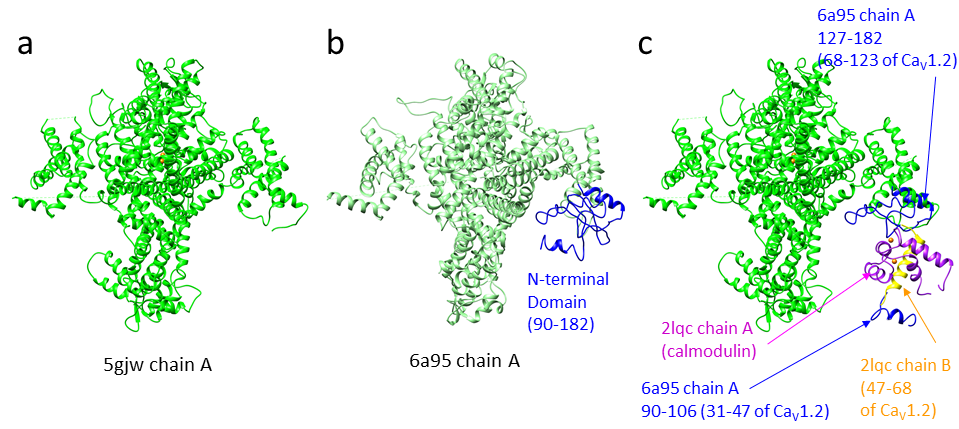 a
b
c
6a95 chain A
127-182
(68-123 of CaV1.2)
N-terminal
Domain
(90-182)
5gjw chain A
6a95 chain A
2lqc chain A
(calmodulin)
6a95 chain A
90-106 (31-47 of CaV1.2)
2lqc chain B
(47-68
of CaV1.2)